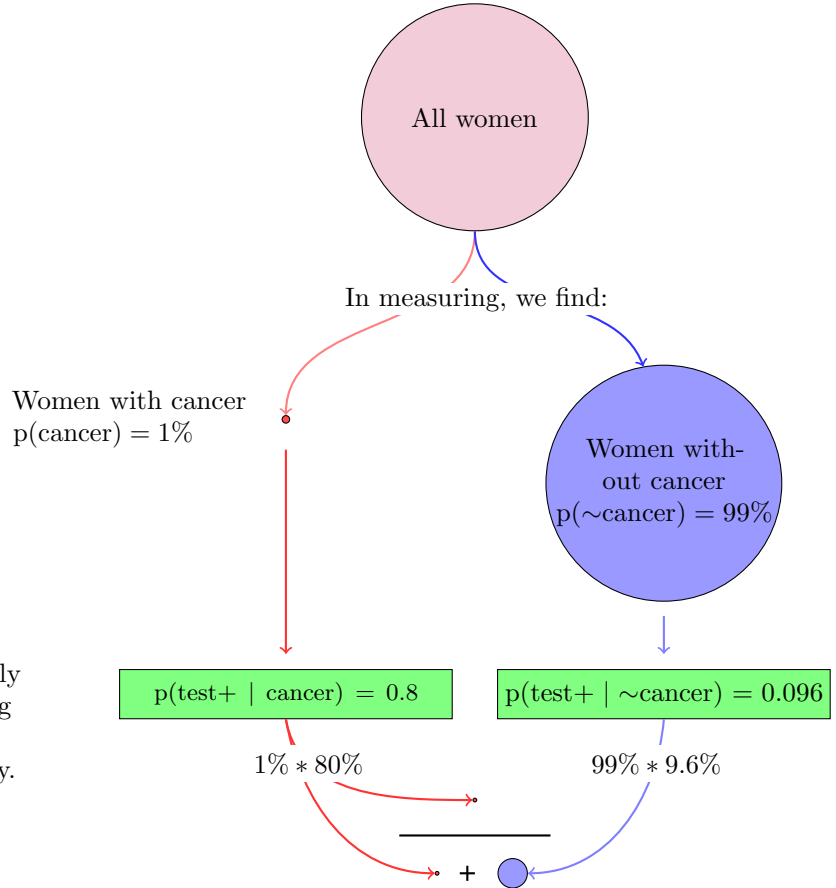 All women
In measuring, we find:
Women with cancer
p(cancer) = 1%
Women with-
out cancer
p(∼cancer) = 99%
p(test+ | cancer) = 0.8
p(test+ | ∼cancer) = 0.096
1% ∗ 80%
99% ∗ 9.6%
+